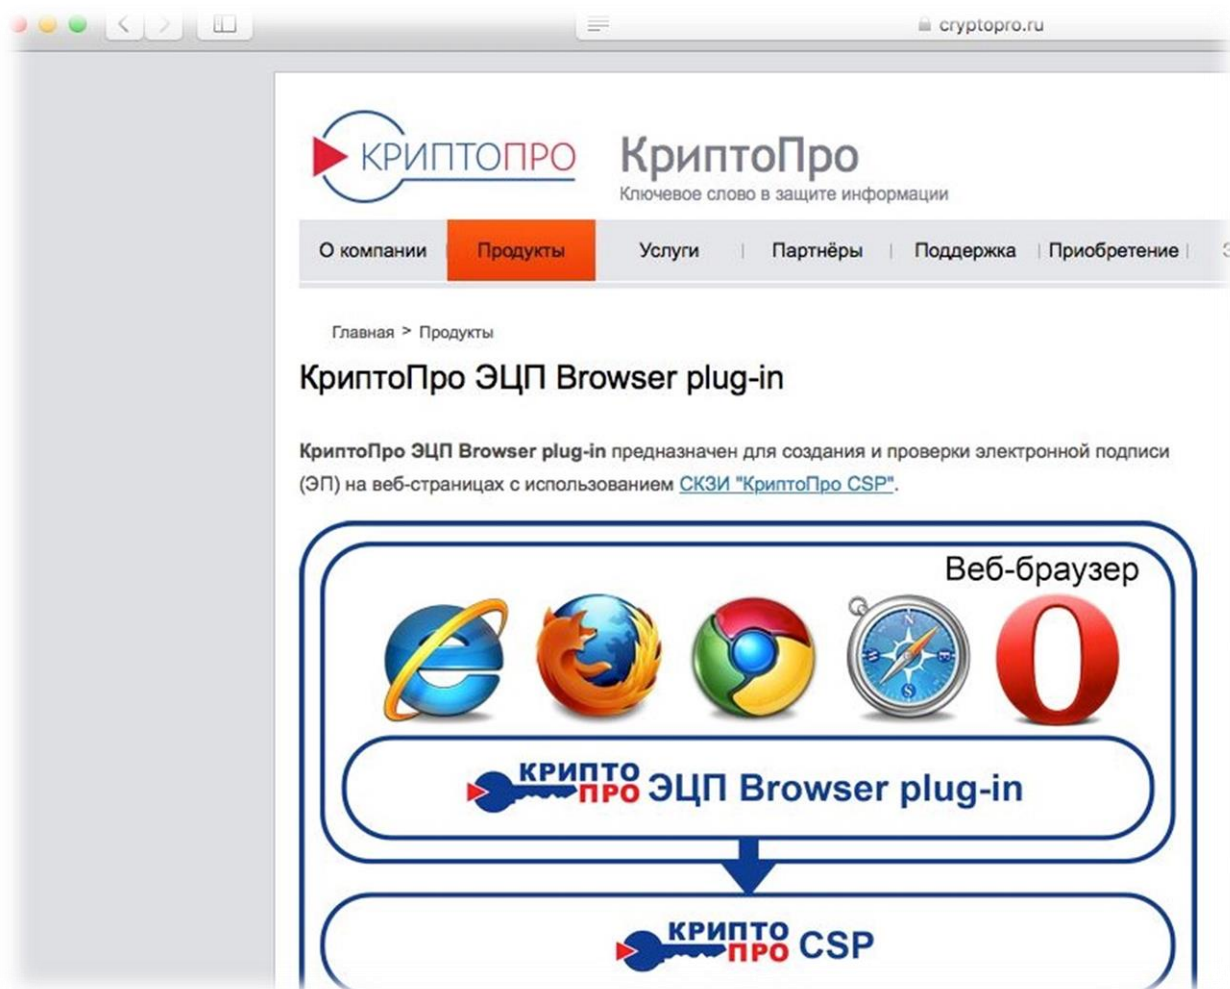 cryptopro.ru
КРИПТОПРО
КриптоПро
Ключевое слово в защите информации
О компании | Продукты Услуги | Партнёры | Поддержка | Приобретение |
Главная > Продукты
КриптоПро ЭЦП Browser plug-in
КриптоПро ЭЦП Browser plug-in предназначен для создания и проверки электронной подписи
(ЭП) на веб-страницах с использованием СКЗИ "КриптоПро CSP".
Веб-браузер
N
W E
S
КРИПТО
ПРО ЭЦП Browser plug-in
КРИПТО
ПРО CSP